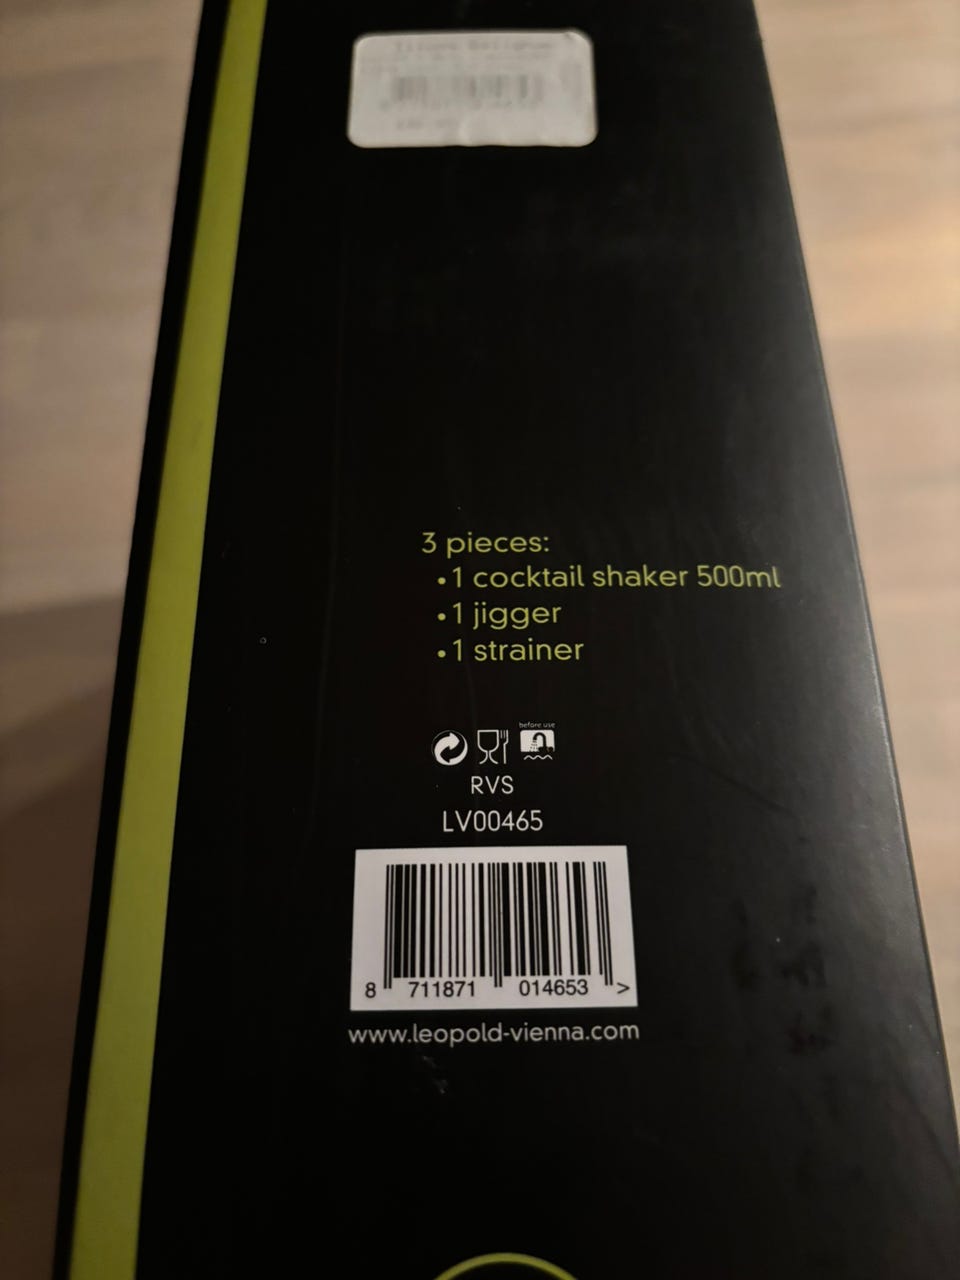 3 pieces:
•1 cocktail shaker 500ml
•1 jigger
•1 strainer
before use
RVS
LV00465
8 711871 014653 >
www.leopold-vienna.com